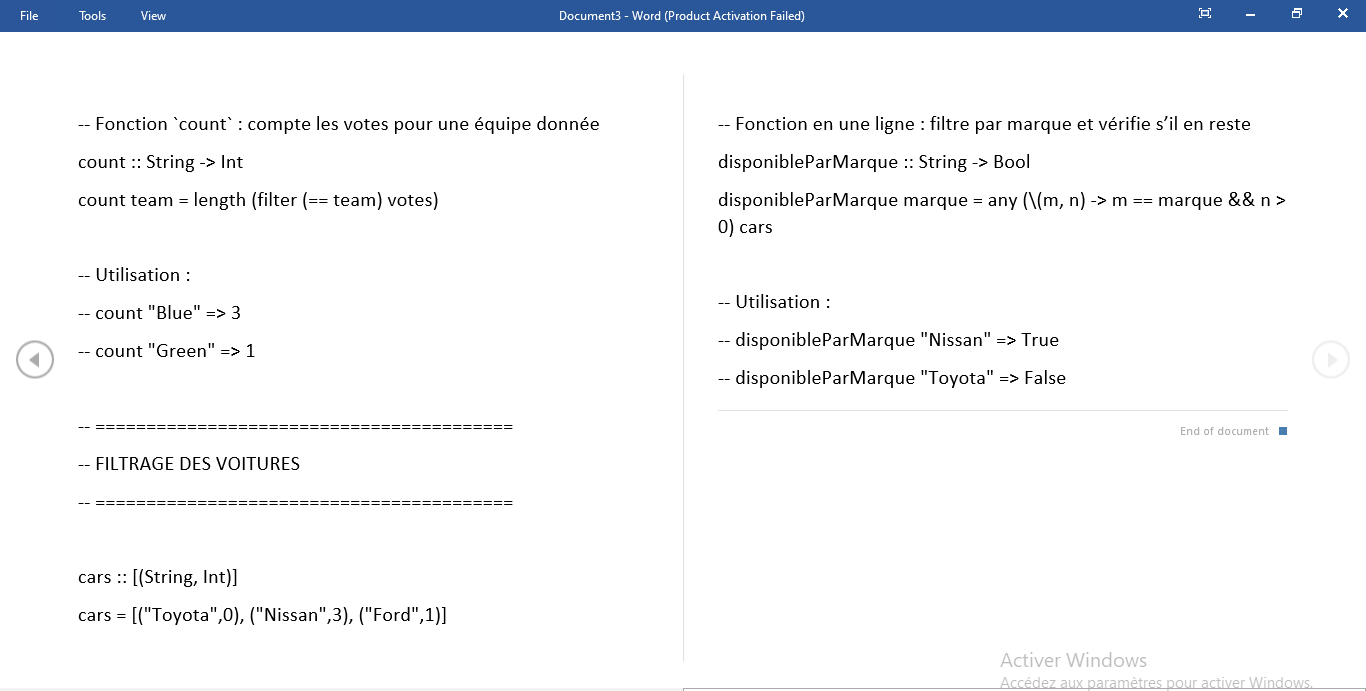 File Tools View Document3 - Word (Product Activation Failed)
-- Fonction `count` : compte les votes pour une équipe donnée
count :: String -> Int
count team = length (filter (== team) votes)
-- Utilisation :
-- count "Blue" => 3
-- count "Green" => 1
-- =========================================
-- FILTRAGE DES VOITURES
-- =========================================
cars :: [(String, Int)]
cars = [("Toyota",0), ("Nissan",3), ("Ford",1)]
-- Fonction en une ligne : filtre par marque et vérifie s’il en reste
disponibleParMarque :: String -> Bool
disponibleParMarque marque = any (\(m, n) -> m == marque && n >
0) cars
-- Utilisation :
-- disponibleParMarque "Nissan" => True
-- disponibleParMarque "Toyota" => False
End of document
Activer Windows
Accédez aux paramètres pour activer Windows.